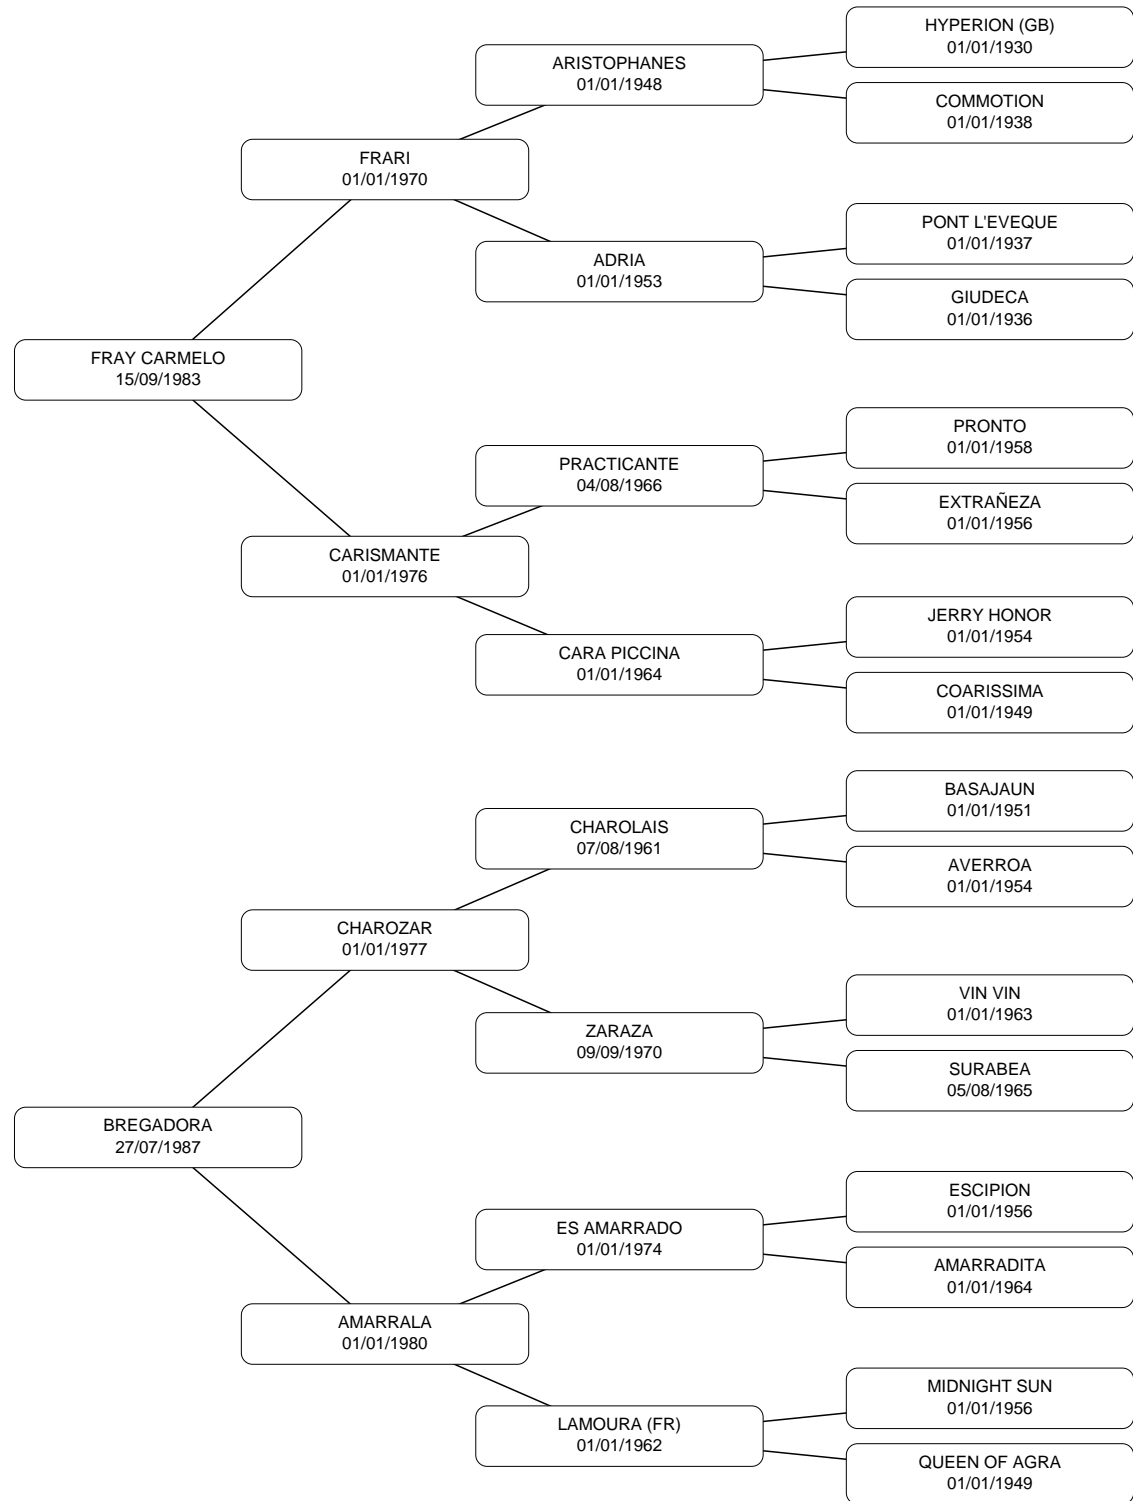 HYPERION (GB)
01/01/1930
ARISTOPHANES
01/01/1948
COMMOTION
01/01/1938
FRARI
01/01/1970
PONT L'EVEQUE
01/01/1937
ADRIA
01/01/1953
GIUDECA
01/01/1936
FRAY CARMELO
15/09/1983
PRONTO
01/01/1958
PRACTICANTE
04/08/1966
EXTRAÑEZA
01/01/1956
CARISMANTE
01/01/1976
JERRY HONOR
01/01/1954
CARA PICCINA
01/01/1964
COARISSIMA
01/01/1949
BASAJAUN
01/01/1951
CHAROLAIS
07/08/1961
AVERROA
01/01/1954
CHAROZAR
01/01/1977
VIN VIN
01/01/1963
ZARAZA
09/09/1970
SURABEA
05/08/1965
BREGADORA
27/07/1987
ESCIPION
01/01/1956
ES AMARRADO
01/01/1974
AMARRADITA
01/01/1964
AMARRALA
01/01/1980
MIDNIGHT SUN
01/01/1956
LAMOURA (FR)
01/01/1962
QUEEN OF AGRA
01/01/1949